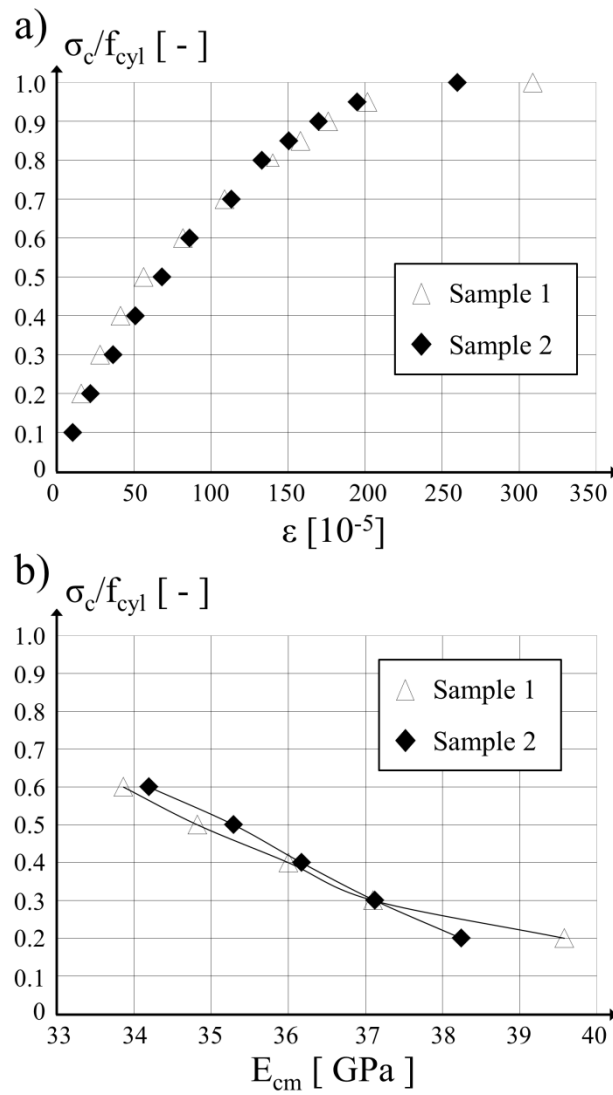 a)
σc/fcyl [ - ]
1.0
0.9
0.8
0.7
0.6
0.5
0.4
0.3
0.2
0.1
0
Sample 1
Sample 2
0 50 100 150 200 250 300 350
ε [10-5]
b)
σc/fcyl [ - ]
1.0
0.9
0.8
0.7
0.6
0.5
0.4
0.3
0.2
0.1
0
Sample 1
Sample 2
33 34 35 36 37 38 39 40
Ecm [ GPa ]